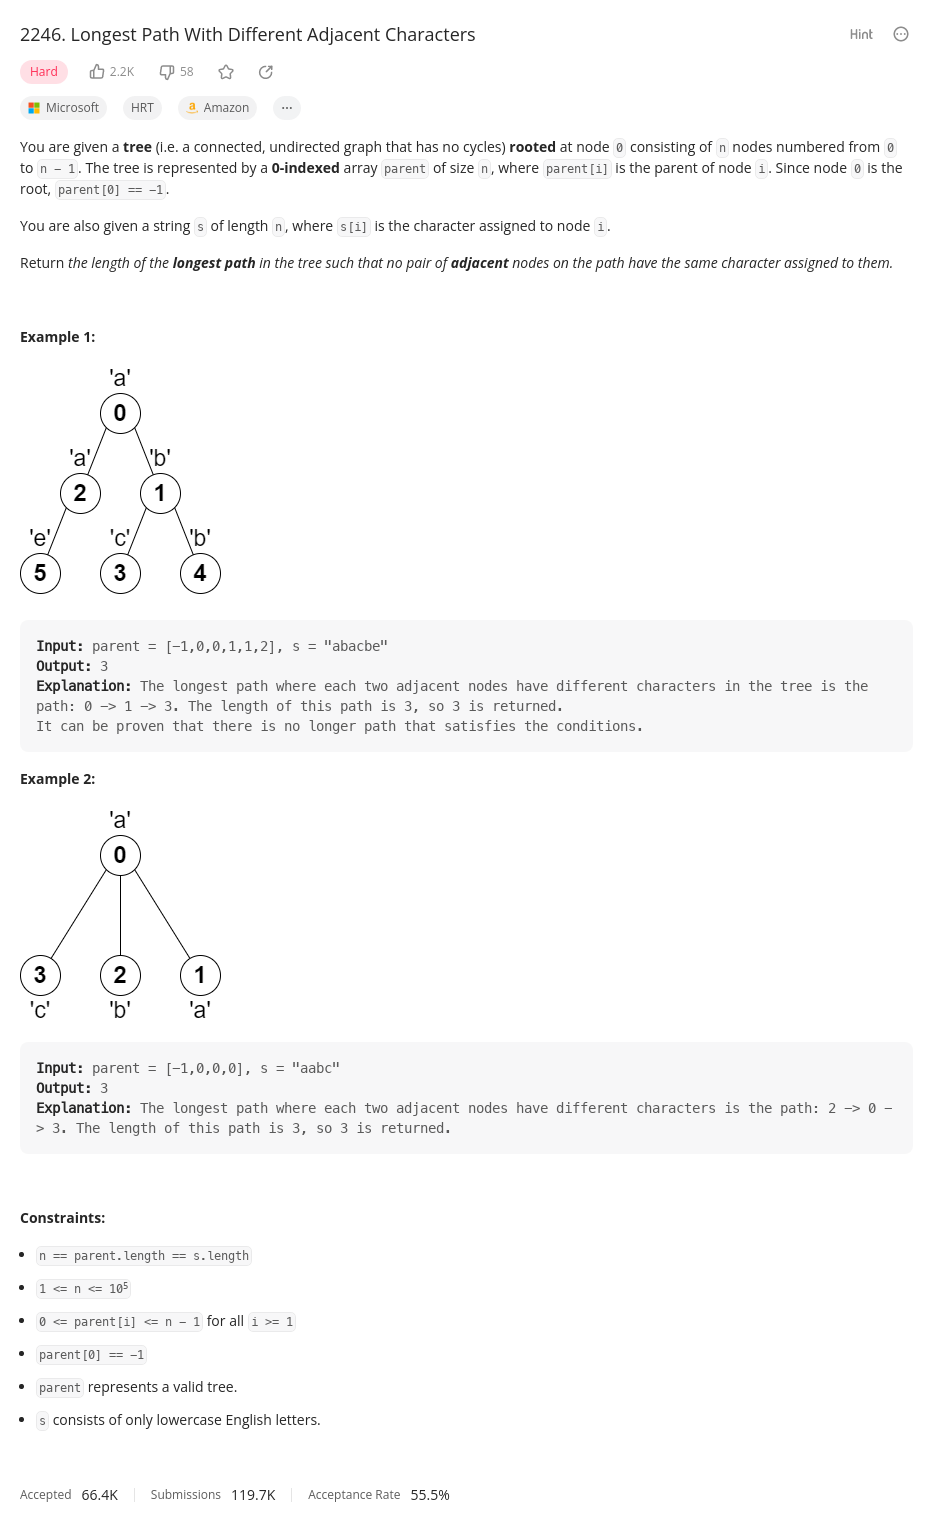 2246. Longest Path With Different Adjacent Characters
Hint
Hard 2.2K 58
Microsoft HRT Amazon ...
You are given a tree (i.e. a connected, undirected graph that has no cycles) rooted at node 0 consisting of n nodes numbered from 0
to n − 1. The tree is represented by a 0-indexed array parent of size n, where parent[i] is the parent of node i. Since node 0 is the
root, parent[0] == −1.
You are also given a string s of length n, where s[i] is the character assigned to node i.
Return the length of the longest path in the tree such that no pair of adjacent nodes on the path have the same character assigned to them.
Example 1:
'a'
0
'a' 'b'
2 1
'e' 'c' 'b'
5 3 4
Input: parent = [−1,0,0,1,1,2], s = "abacbe"
Output: 3
Explanation: The longest path where each two adjacent nodes have different characters in the tree is the
path: 0 −> 1 −> 3. The length of this path is 3, so 3 is returned.
It can be proven that there is no longer path that satisfies the conditions.
Example 2:
'a'
0
3 2 1
'c' 'b' 'a'
Input: parent = [−1,0,0,0], s = "aabc"
Output: 3
Explanation: The longest path where each two adjacent nodes have different characters is the path: 2 −> 0 −
> 3. The length of this path is 3, so 3 is returned.
Constraints:
• n == parent.length == s.length
• 1 <= n <= 10⁵
• 0 <= parent[i] <= n − 1 for all i >= 1
• parent[0] == −1
• parent represents a valid tree.
• s consists of only lowercase English letters.
Accepted 66.4K Submissions 119.7K Acceptance Rate 55.5%